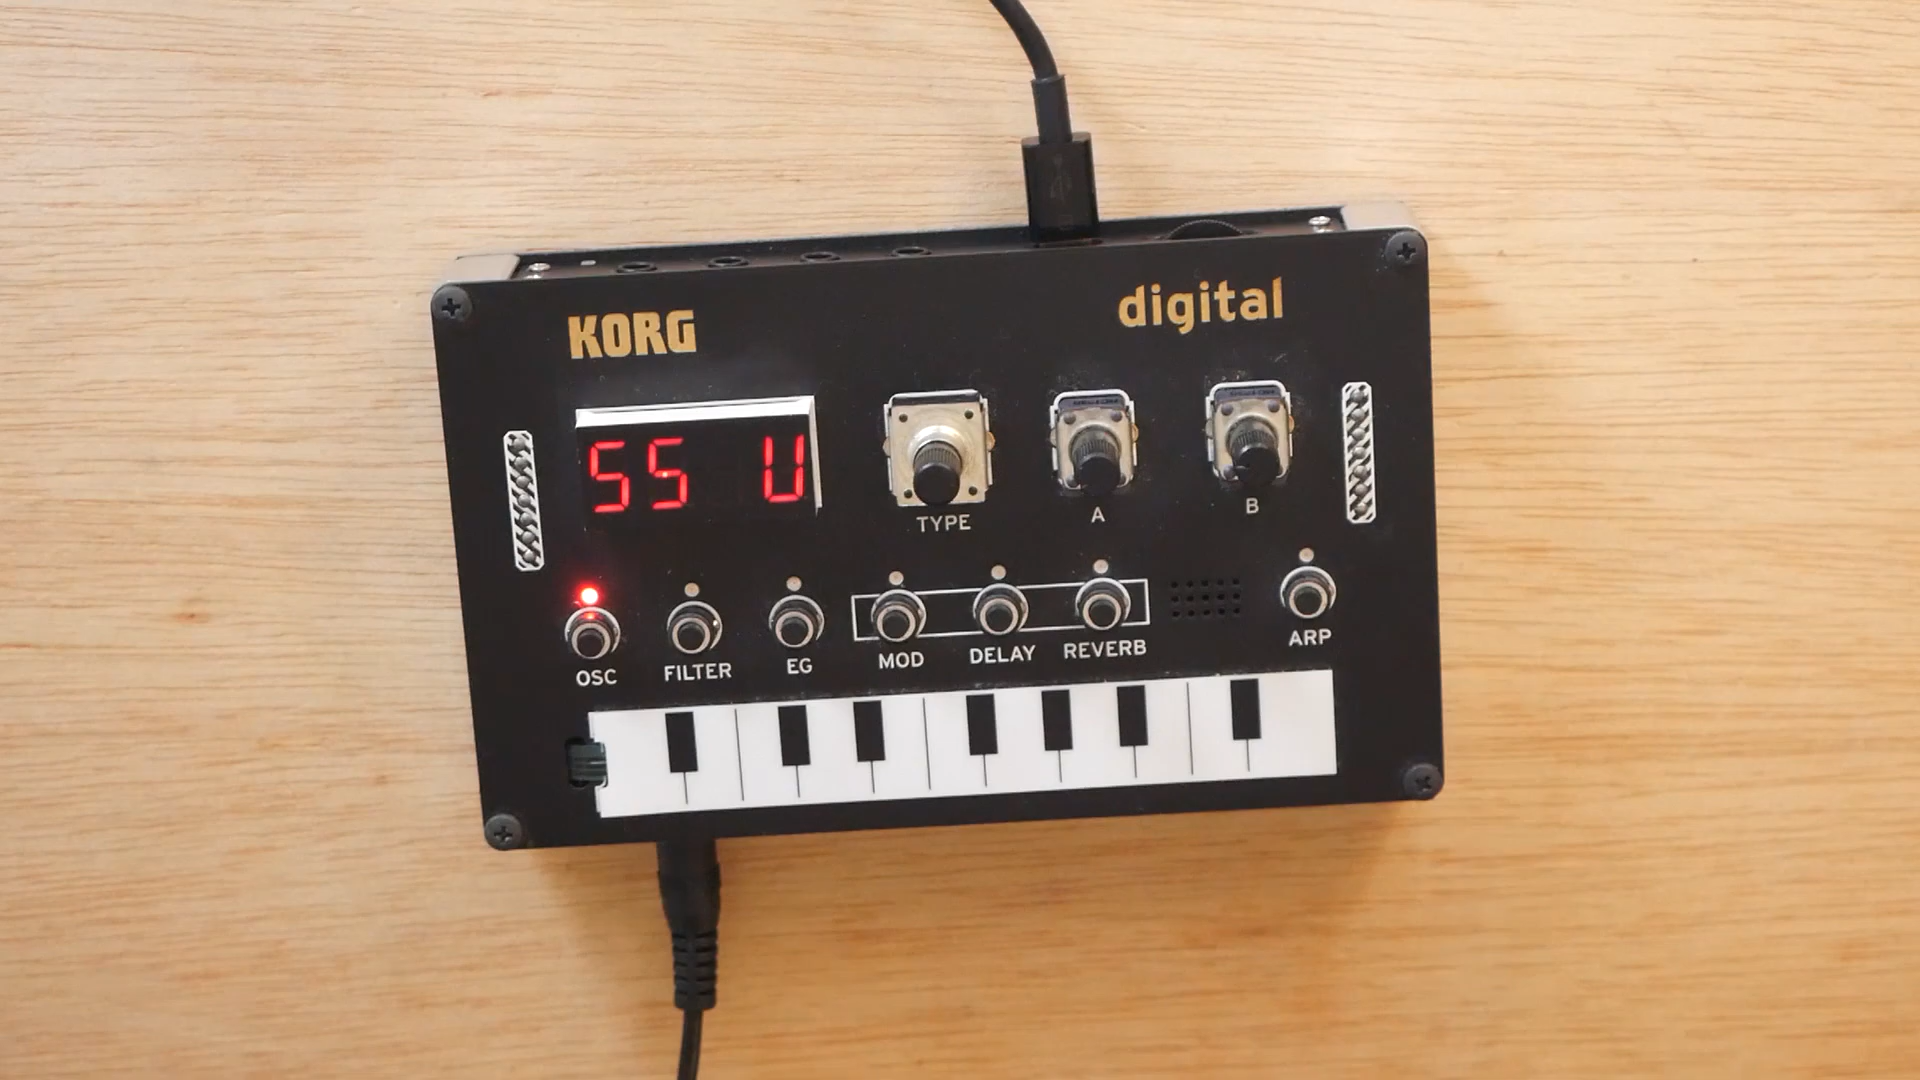 KORG
digital
55 U
TYPE
A
B
OSC
FILTER
EG
MOD
DELAY
REVERB
ARP